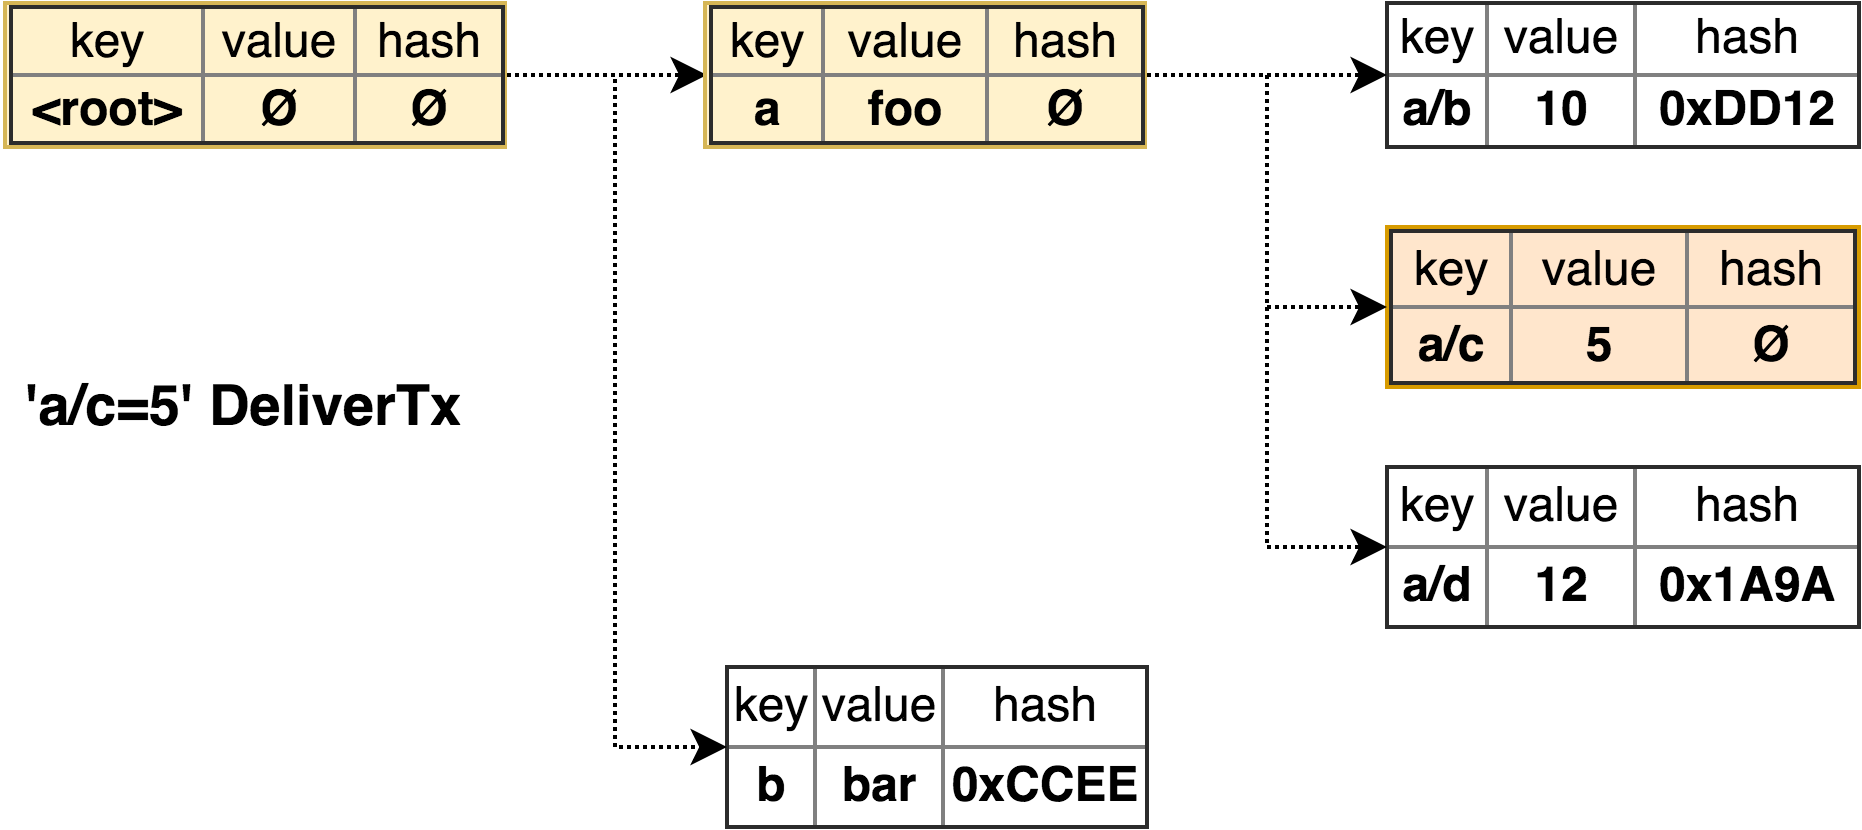 key value hash
<root> Ø Ø
key value hash
a foo Ø
key value hash
a/b 10 0xDD12
key value hash
a/c 5 Ø
'a/c=5' DeliverTx
key value hash
a/d 12 0x1A9A
key value hash
b bar 0xCCEE